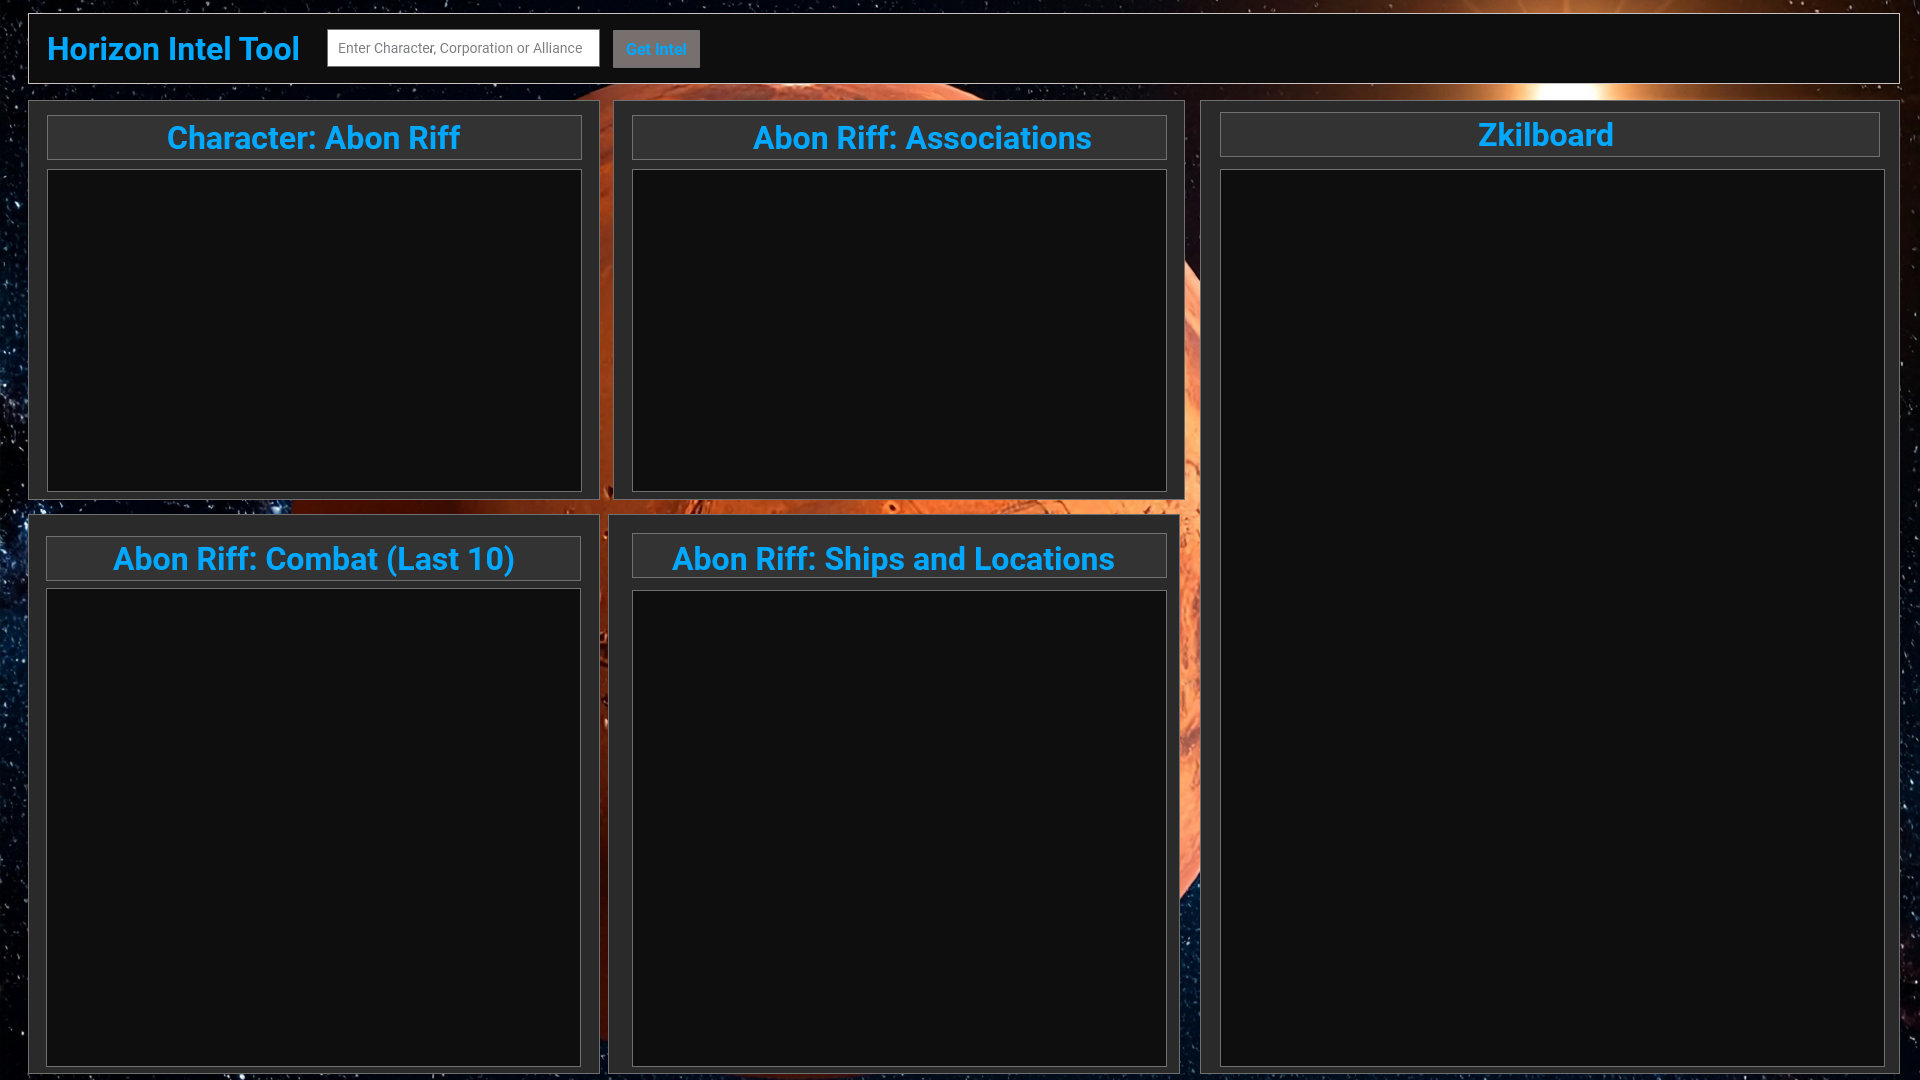 Horizon Intel Tool
Enter Character, Corporation or Alliance
Get Intel
Character: Abon Riff
Abon Riff: Associations
Zkilboard
Abon Riff: Combat (Last 10)
Abon Riff: Ships and Locations